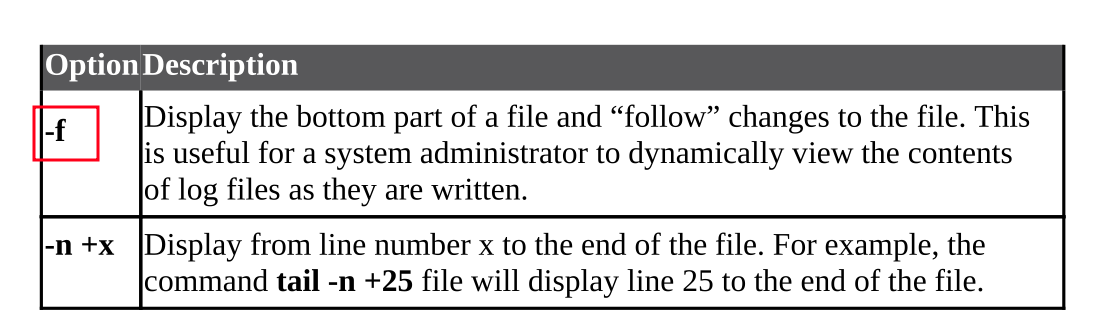 Option Description
-f
Display the bottom part of a file and “follow” changes to the file. This
is useful for a system administrator to dynamically view the contents
of log files as they are written.
-n +x Display from line number x to the end of the file. For example, the
command tail -n +25 file will display line 25 to the end of the file.